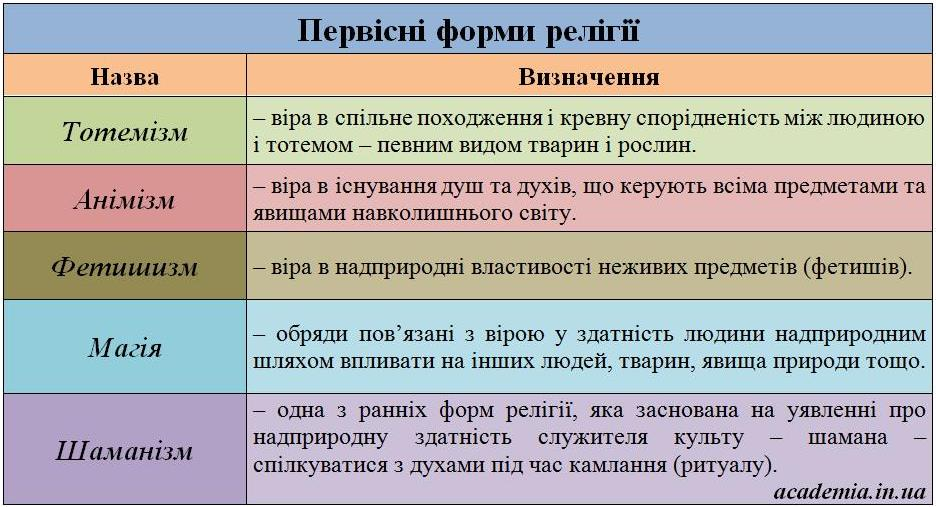 Первісні форми релігії
Назва
Визначення
Тотемізм
– віра в спільне походження і кревну спорідненість між людиною
і тотемом – певним видом тварин і рослин.
Анімізм
– віра в існування душ та духів, що керують всіма предметами та
явищами навколишнього світу.
Фетишизм
– віра в надприродні властивості неживих предметів (фетишів).
Магія
– обряди пов’язані з вірою у здатність людини надприродним
шляхом впливати на інших людей, тварин, явища природи тощо.
Шаманізм
– одна з ранніх форм релігії, яка заснована на уявленні про
надприродну здатність служителя культу – шамана –
спілкуватися з духами під час камлання (ритуалу).
academia.in.ua